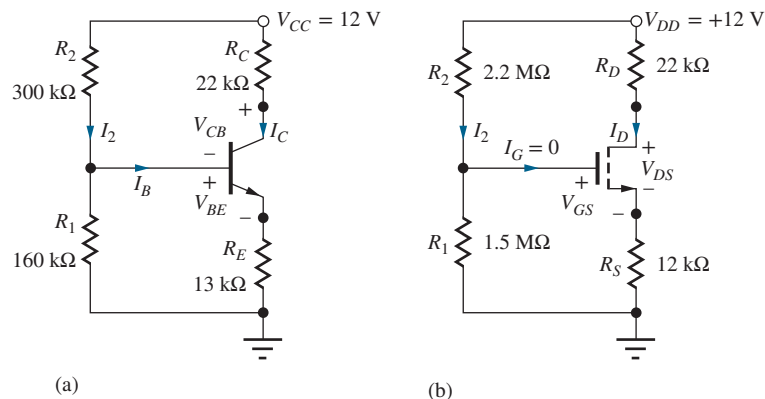 V_CC = 12 V
R_2
300 kΩ
R_C
22 kΩ
+
I_2
V_CB
–
I_C
I_B
+
V_BE
–
R_1
160 kΩ
R_E
13 kΩ
(a)
V_DD = +12 V
R_2
2.2 MΩ
R_D
22 kΩ
I_2
I_G = 0
I_D
+
V_DS
–
+
V_GS
–
R_1
1.5 MΩ
R_S
12 kΩ
(b)